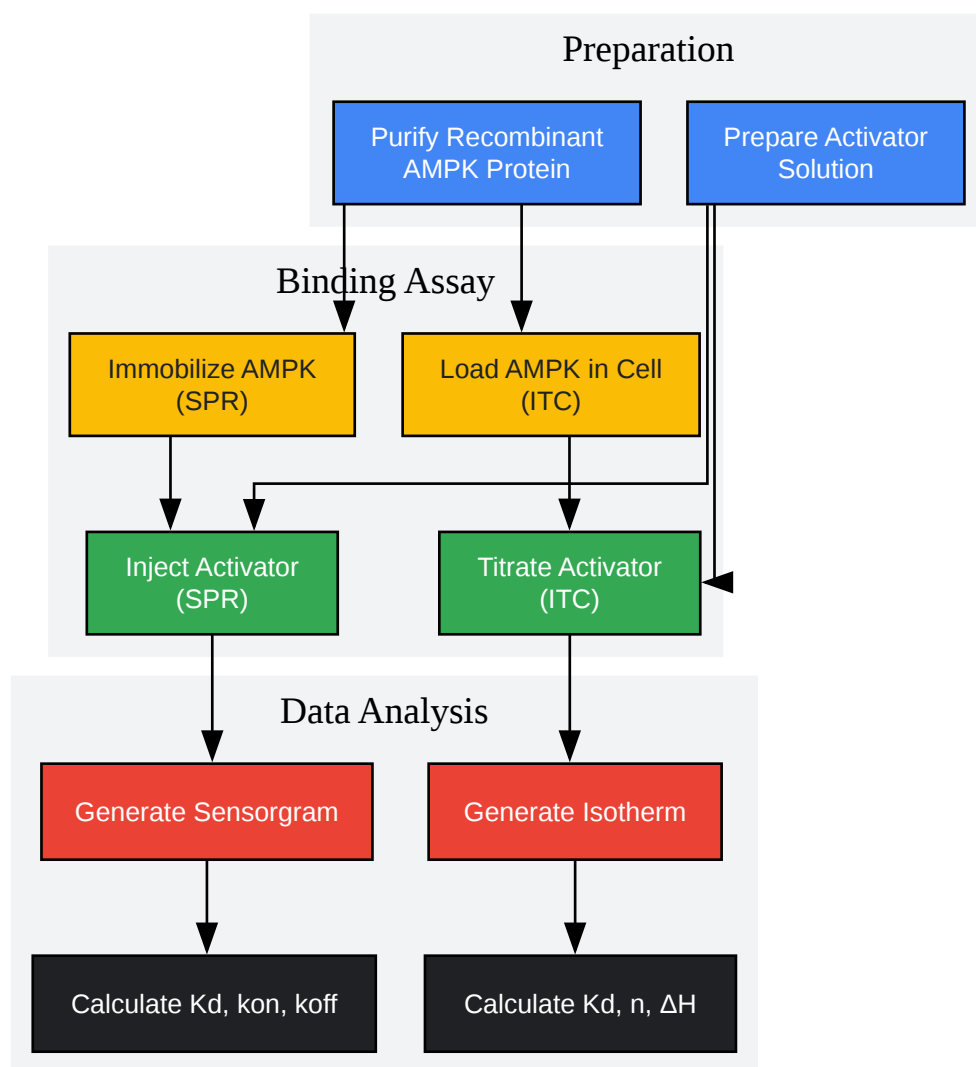 Preparation
Purify Recombinant
AMPK Protein
Prepare Activator
Solution
Binding Assay
Immobilize AMPK
(SPR)
Load AMPK in Cell
(ITC)
Inject Activator
(SPR)
Titrate Activator
(ITC)
Data Analysis
Generate Sensorgram
Generate Isotherm
Calculate Kd, kon, koff
Calculate Kd, n, ΔH